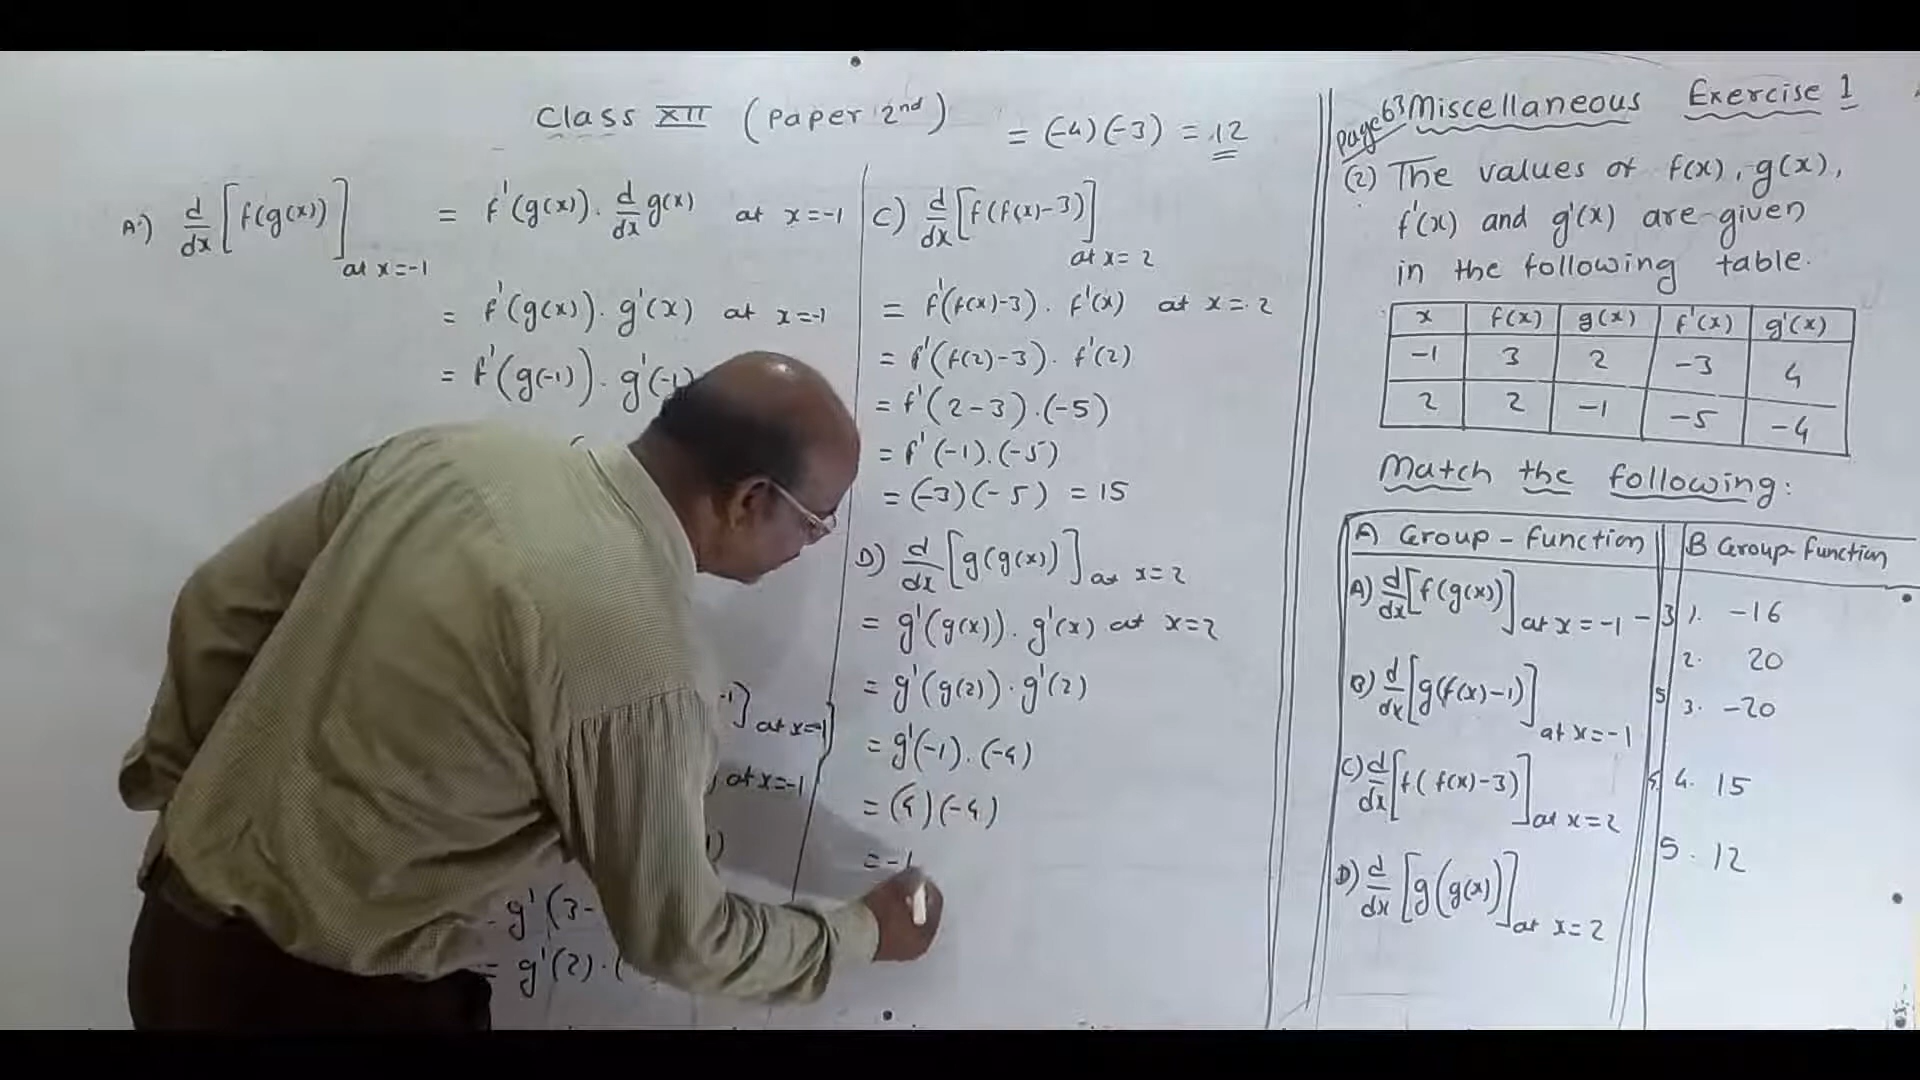 Class XII (Paper 2nd)
= (-4)(-3) = 12
A) d/dx [f(g(x))] at x=-1 = f'(g(x)). d/dx g(x) at x=-1
= f'(g(x)). g'(x) at x=-1
= f'(g(-1)). g'(-1)
-1)] at x=-1
, at x=-1
1)
= g'(3-
= g'(2).(
C) d/dx [f(f(x)-3)] at x=2
= f'(f(x)-3). f'(x) at x=2
= f'(f(2)-3). f'(2)
= f'(2-3).(-5)
= f'(-1).(-5)
= (-3)(-5) = 15
D) d/dx [g(g(x))] at x=2
= g'(g(x)). g'(x) at x=2
= g'(g(2)). g'(2)
= g'(-1).(-4)
= (4)(-4)
= -1
Page 63 Miscellaneous Exercise 1
(2) The values of f(x), g(x),
f'(x) and g'(x) are given
in the following table.
x f(x) g(x) f'(x) g'(x)
-1 3 2 -3 4
2 2 -1 -5 -4
Match the following:
A) Group-function B Group-function
A) d/dx [f(g(x))] at x=-1 - 3 1. -16
2. 20
B) d/dx [g(f(x)-1)] at x=-1 5 3. -20
C) d/dx [f(f(x)-3)] at x=2 4. 15
5. 12
D) d/dx [g(g(x))] at x=2